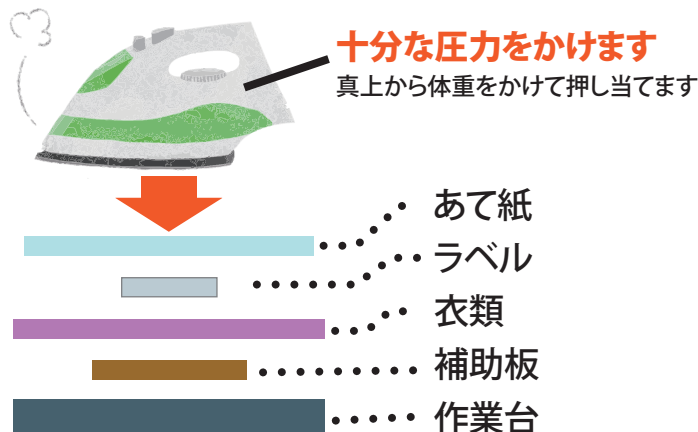 十分な圧力をかけます
真上から体重をかけて押し当てます
あて紙
ラベル
衣類
補助板
作業台